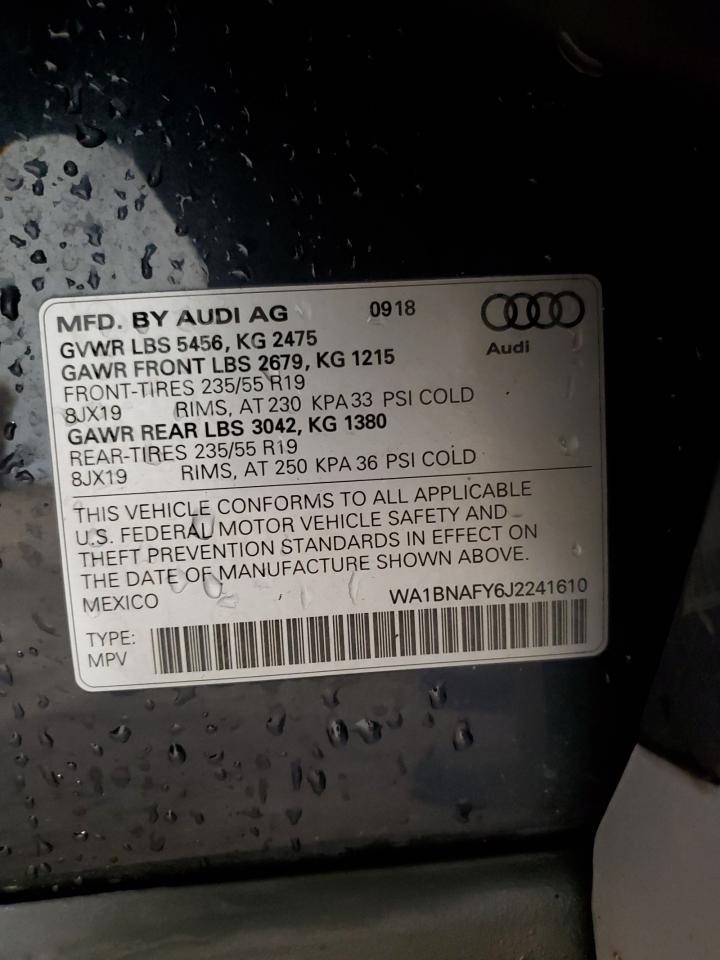 MFD. BY AUDI AG 0918
Audi
GVWR LBS 5456, KG 2475
GAWR FRONT LBS 2679, KG 1215
FRONT-TIRES 235/55 R19
8JX19 RIMS, AT 230 KPA 33 PSI COLD
GAWR REAR LBS 3042, KG 1380
REAR-TIRES 235/55 R19
8JX19 RIMS, AT 250 KPA 36 PSI COLD
THIS VEHICLE CONFORMS TO ALL APPLICABLE
U.S. FEDERAL MOTOR VEHICLE SAFETY AND
THEFT PREVENTION STANDARDS IN EFFECT ON
THE DATE OF MANUFACTURE SHOWN ABOVE.
MEXICO WA1BNAFY6J2241610
TYPE:
MPV